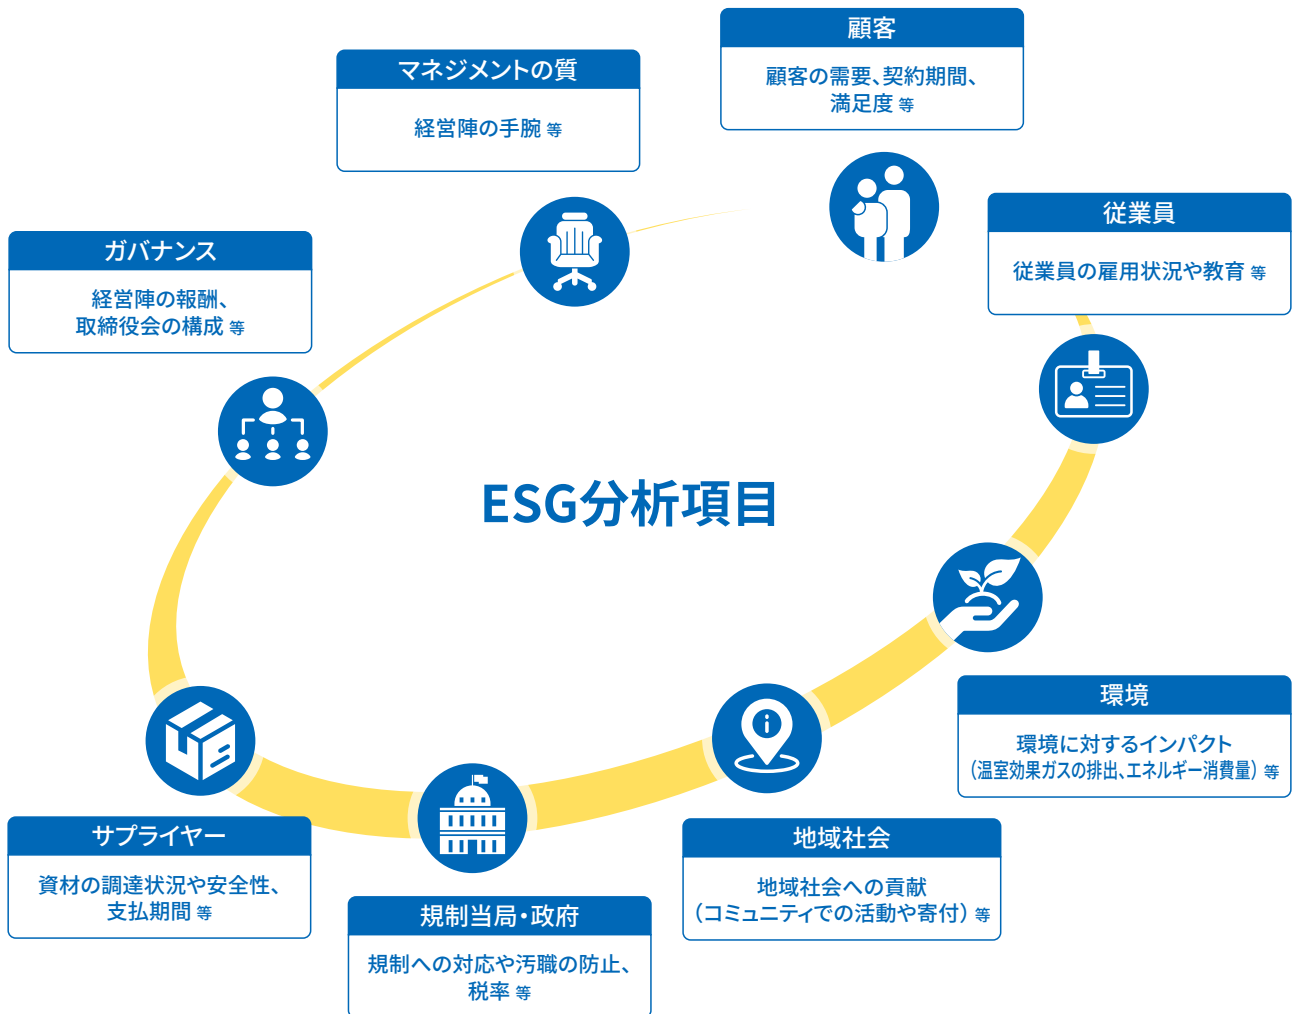 顧客
顧客の需要、契約期間、
満足度 等
マネジメントの質
経営陣の手腕 等
従業員
従業員の雇用状況や教育 等
ガバナンス
経営陣の報酬、
取締役会の構成 等
ESG分析項目
環境
環境に対するインパクト
（温室効果ガスの排出、エネルギー消費量）等
サプライヤー
資材の調達状況や安全性、
支払期間 等
地域社会
地域社会への貢献
（コミュニティでの活動や寄付）等
規制当局・政府
規制への対応や汚職の防止、
税率 等